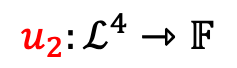 u₂: ℒ⁴ → 𝔽